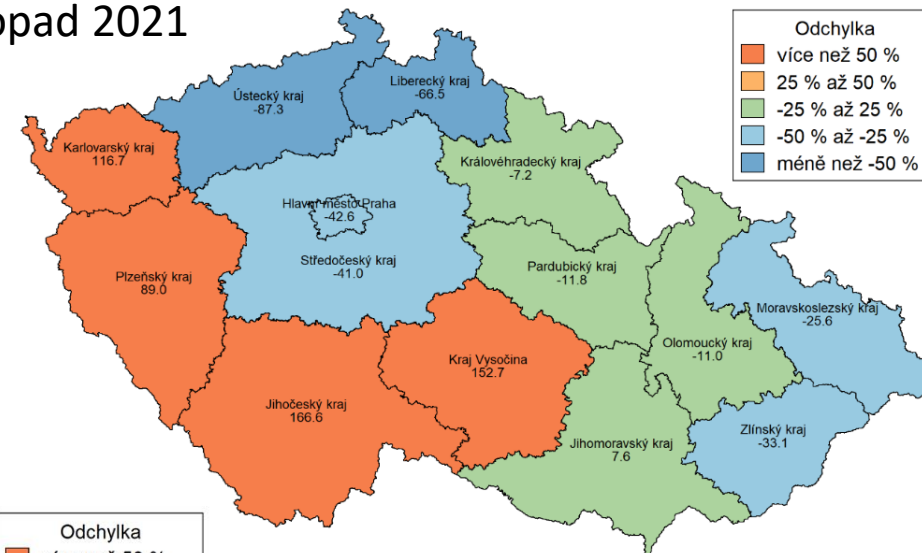 opad 2021
Odchylka
více než 50 %
25 % až 50 %
-25 % až 25 %
-50 % až -25 %
méně než -50 %
Ústecký kraj
-87.3
Liberecký kraj
-66.5
Karlovarský kraj
116.7
Královéhradecký kraj
-7.2
Hlavní město Praha
-42.6
Středočeský kraj
-41.0
Plzeňský kraj
89.0
Pardubický kraj
-11.8
Moravskoslezský kraj
-25.6
Olomoucký kraj
-11.0
Kraj Vysočina
152.7
Jihočeský kraj
166.6
Zlínský kraj
-33.1
Jihomoravský kraj
7.6
Odchylka